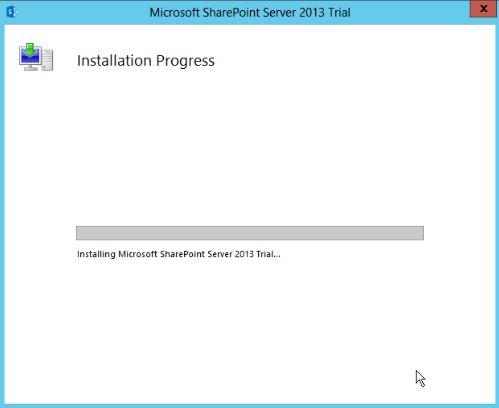 Microsoft SharePoint Server 2013 Trial
Installation Progress
Installing Microsoft SharePoint Server 2013 Trial...